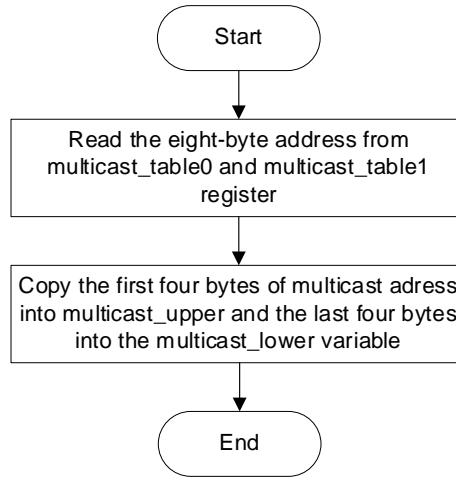 Start
Read the eight-byte address from
multicast_table0 and multicast_table1
register
Copy the first four bytes of multicast adress
into multicast_upper and the last four bytes
into the multicast_lower variable
End